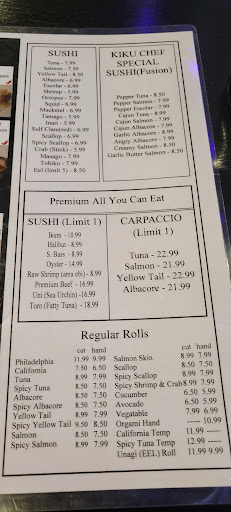 SUSHI
Tuna - 7.99
Salmon - 7.50
Yellow Tail - 8.50
Albacore - 6.99
Escolar - 6.99
Shrimp - 6.99
Octopus - 7.99
Squid - 6.99
Mackerel - 6.99
Tamago - 5.99
Inari - 5.99
Self Clam(red) - 6.99
Scallop - 6.99
Spicy Scallop - 6.99
Crab (Stick) - 5.99
Masago - 7.99
Tobiko - 7.99
Eel (5.5) - 8.50
KIKU CHEF
SPECIAL
SUSHI(Fusion)
Pepper Tuna - 8.50
Pepper Salmon - 7.99
Pepper Escolar - 7.99
Cajun Tuna - 8.99
Cajun Salmon - 7.99
Cajun Albacore - 7.99
Garlic Albacore - 8.99
Angry Albacore - 7.99
Creamy Salmon - 8.50
Garlic Butter Salmon - 8.50
Premium All You Can Eat
SUSHI (Limit 1)
Ikura - 10.99
Halibut - 8.99
S. Bass - 8.99
Oyster - 14.99
Raw Shrimp (ama ebi) - 8.99
Premium Beef - 16.99
Uni (Sea Urchin) -16.99
Toro (Fatty Tuna) - 18.99
CARPACCIO
(Limit 1)
Tuna - 22.99
Salmon - 21.99
Yellow Tail - 22.99
Albacore - 21.99
Regular Rolls
cut hand
Philadelphia 11.99 9.99
California 7.50 6.50
Tuna 8.99 7.99
Spicy Tuna 8.50 7.50
Albacore 8.50 7.50
Spicy Albacore 8.50 7.50
Yellow Tail 8.99 7.99
Spicy Yellow Tail 9.50 8.50
Salmon 8.50 7.50
Spicy Salmon 8.99 7.99
cut hand
Salmon Skin 8.99 7.99
Scallop 8.50 7.50
Spicy Scallop 8.99 7.99
Spicy Shrimp & Crab 8.99 7.99
Cucumber 6.50 5.99
Avocado 6.50 5.99
Vegatable 7.99 6.99
Orgami Hand ----- 10.99
California Temp 11.99 -----
Spicy Tuna Temp 12.99 -----
Unagi (EEL) Roll 11.99 9.99